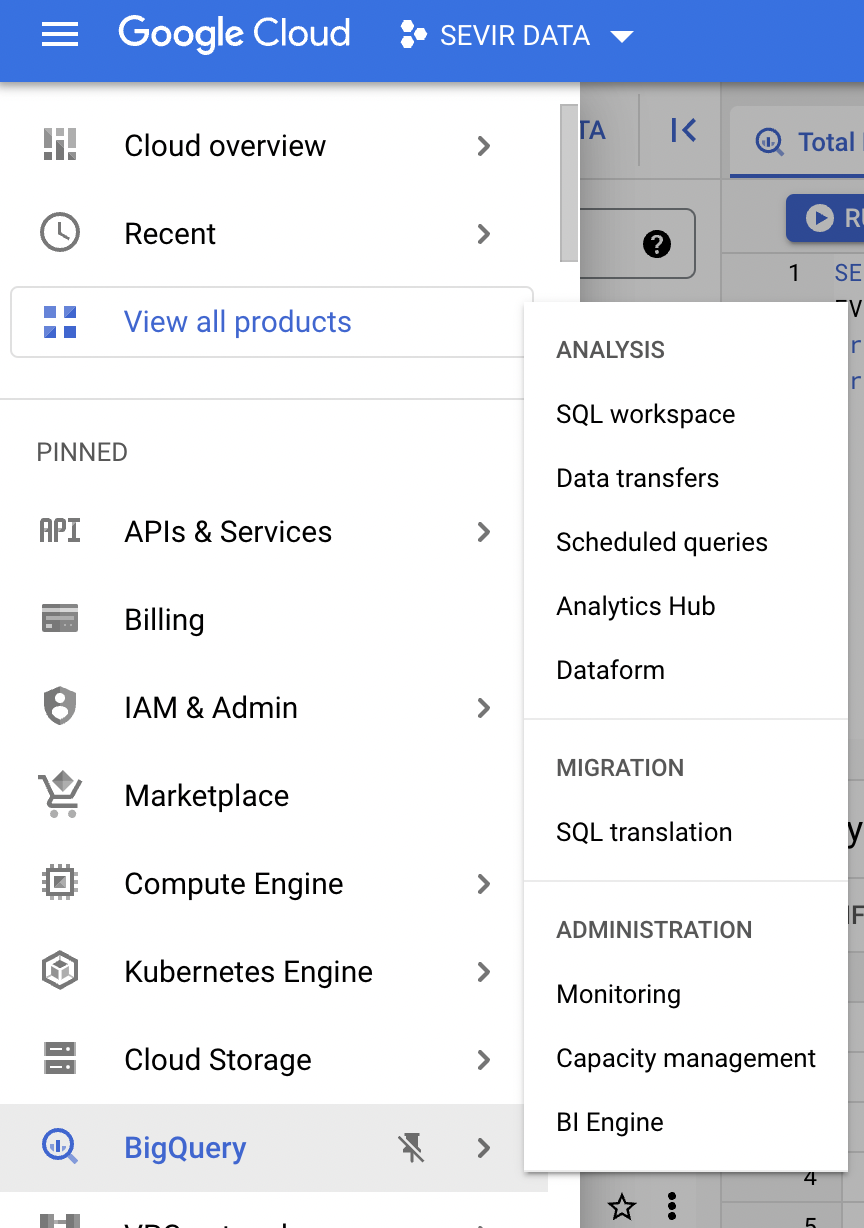 Google Cloud SEVIR DATA
Cloud overview
Recent
View all products
PINNED
API APIs & Services
Billing
IAM & Admin
Marketplace
Compute Engine
Kubernetes Engine
Cloud Storage
BigQuery
ANALYSIS
SQL workspace
Data transfers
Scheduled queries
Analytics Hub
Dataform
MIGRATION
SQL translation
ADMINISTRATION
Monitoring
Capacity management
BI Engine
TA
Total
?
1 SE
4
5